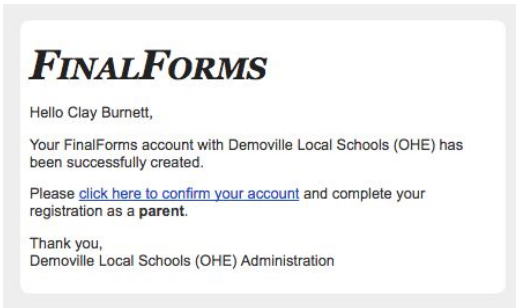 FINALFORMS
Hello Clay Burnett,
Your FinalForms account with Demoville Local Schools (OHE) has
been successfully created.
Please click here to confirm your account and complete your
registration as a parent.
Thank you,
Demoville Local Schools (OHE) Administration